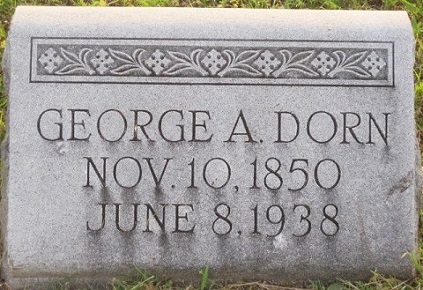 GEORGE A. DORN
NOV. 10, 1850
JUNE 8, 1938